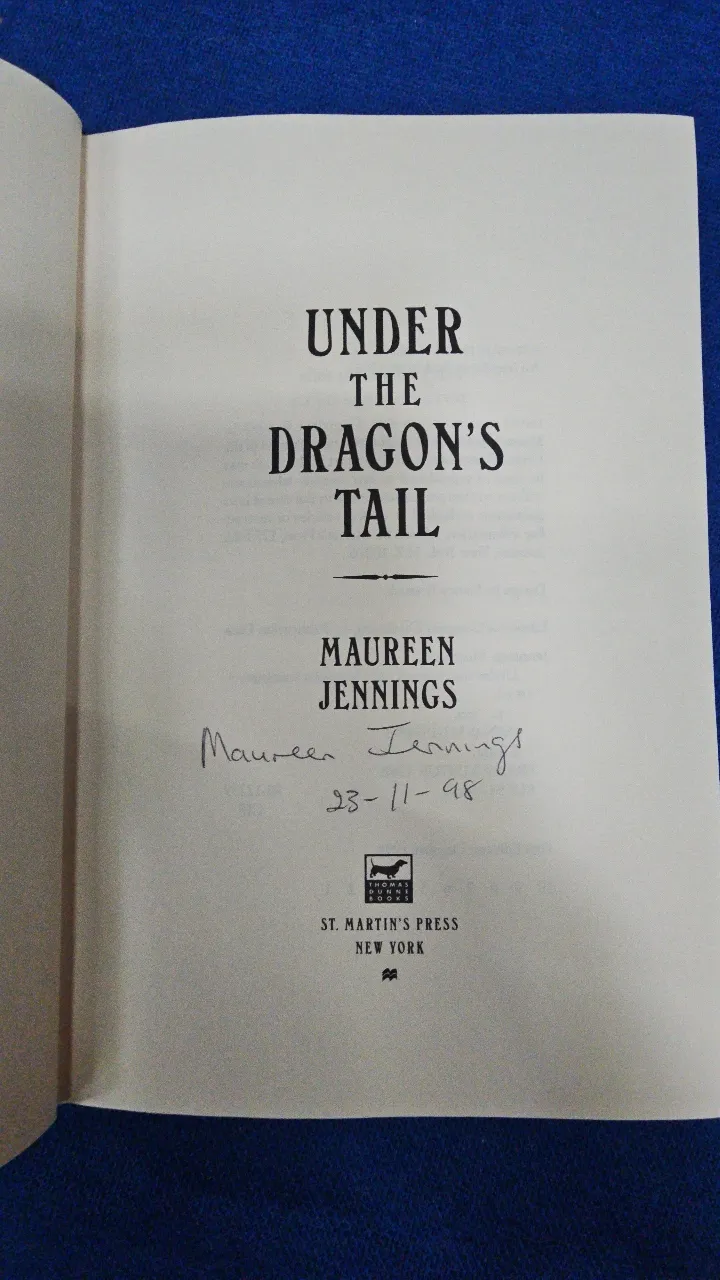 UNDER
THE
DRAGON'S
TAIL
MAUREEN
JENNINGS
Maureen Jennings
23-11-98
THOMAS
DUNNE
BOOKS
ST. MARTIN'S PRESS
NEW YORK